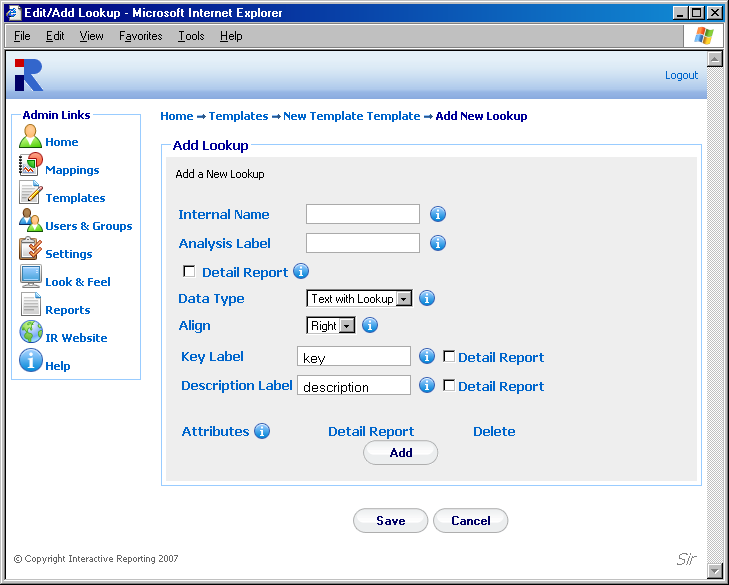 Edit/Add Lookup - Microsoft Internet Explorer
File Edit View Favorites Tools Help
R
Logout
Admin Links
Home
Mappings
Templates
Users & Groups
Settings
Look & Feel
Reports
IR Website
Help
Home → Templates → New Template Template → Add New Lookup
Add Lookup
Add a New Lookup
Internal Name
Analysis Label
Detail Report
Data Type Text with Lookup
Align Right
Key Label key Detail Report
Description Label description Detail Report
Attributes Detail Report Delete
Add
Save Cancel
© Copyright Interactive Reporting 2007
Sir